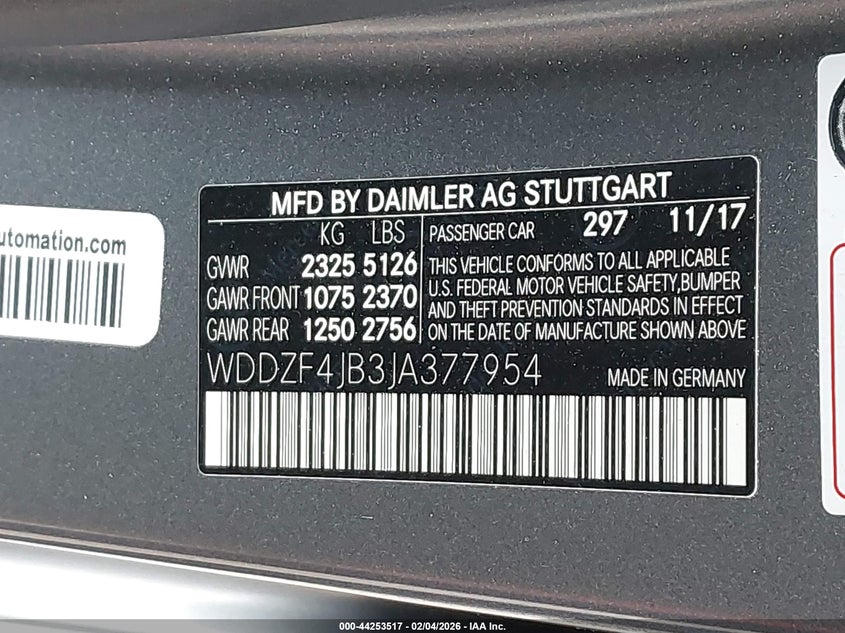 utomation.com
MFD BY DAIMLER AG STUTTGART
KG LBS
GVWR 2325 5126
GAWR FRONT 1075 2370
GAWR REAR 1250 2756
PASSENGER CAR 297 11/17
THIS VEHICLE CONFORMS TO ALL APPLICABLE
U.S. FEDERAL MOTOR VEHICLE SAFETY,BUMPER
AND THEFT PREVENTION STANDARDS IN EFFECT
ON THE DATE OF MANUFACTURE SHOWN ABOVE
WDDZF4JB3JA377954 MADE IN GERMANY
000-44253517 - 02/04/2026 - IAA Inc.